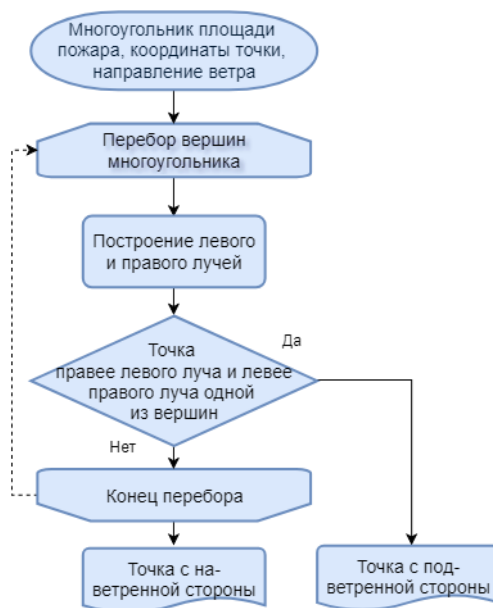 Многоугольник площади
пожара, координаты точки,
направление ветра
Перебор вершин
многоугольника
Построение левого
и правого лучей
Точка
правее левого луча и левее
правого луча одной
из вершин
Да
Нет
Конец перебора
Точка с на-
ветренной стороны
Точка с под-
ветренной стороны